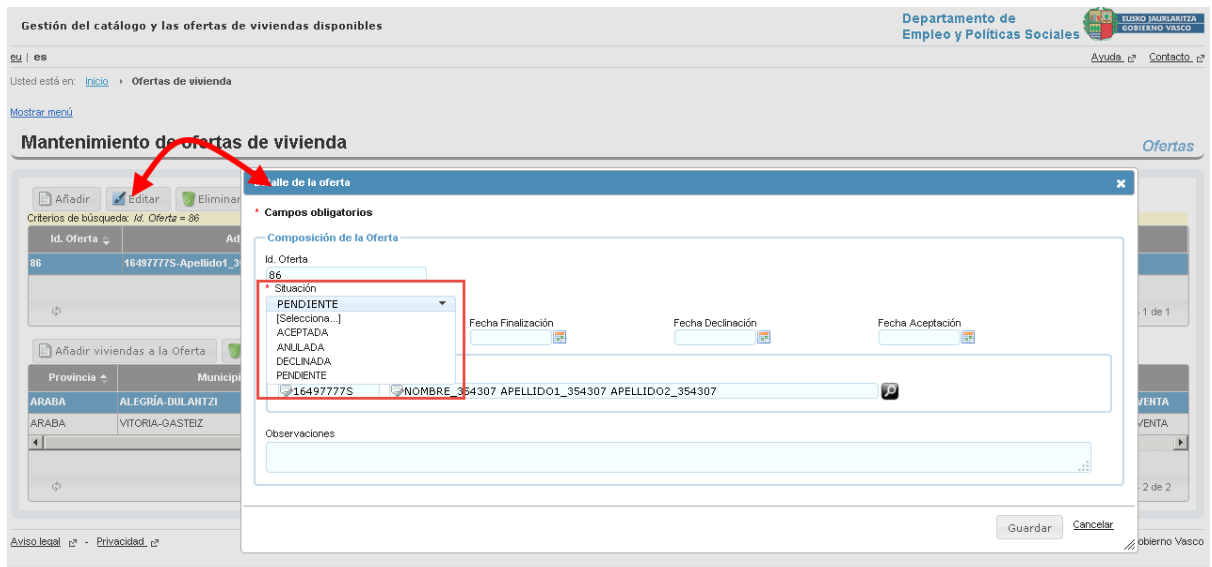 Gestión del catálogo y las ofertas de viviendas disponibles
Departamento de
Empleo y Políticas Sociales
EUSKO JAURLARITZA
GOBIERNO VASCO
eu | es
Ayuda
Contacto
Usted está en: Inicio › Ofertas de vivienda
Mostrar menú
Mantenimiento de ofertas de vivienda
Ofertas
Añadir
Editar
Eliminar
Criterios de búsqueda: Id. Oferta = 86
Id. Oferta
Ad
86
16497777S-Apellido1_3
1 de 1
Añadir viviendas a la Oferta
Provincia
Municipi
ARABA
ALEGRÍA-DULANTZI
VENTA
ARABA
VITORIA-GASTEIZ
VENTA
2 de 2
alle de la oferta
* Campos obligatorios
Composición de la Oferta
Id. Oferta
86
* Situación
PENDIENTE
[Selecciona...]
ACEPTADA
ANULADA
DECLINADA
PENDIENTE
Fecha Finalización
Fecha Declinación
Fecha Aceptación
16497777S
NOMBRE_354307 APELLIDO1_354307 APELLIDO2_354307
Observaciones
Guardar
Cancelar
Aviso legal - Privacidad
obierno Vasco